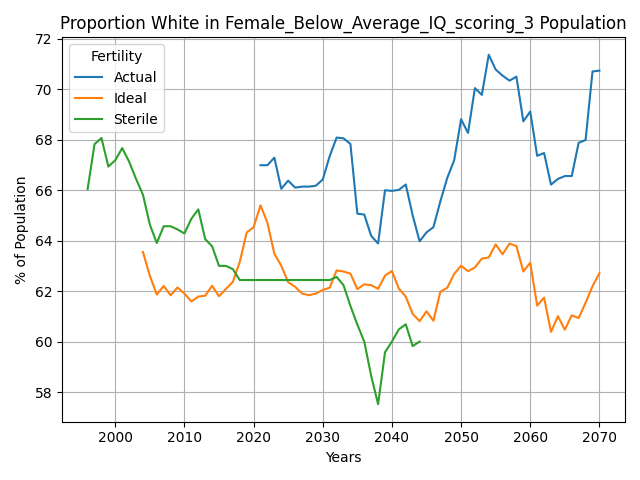 Proportion White in Female_Below_Average_IQ_scoring_3 Population
% of Population
72
70
68
66
64
62
60
58
Fertility
Actual
Ideal
Sterile
2000 2010 2020 2030 2040 2050 2060 2070
Years